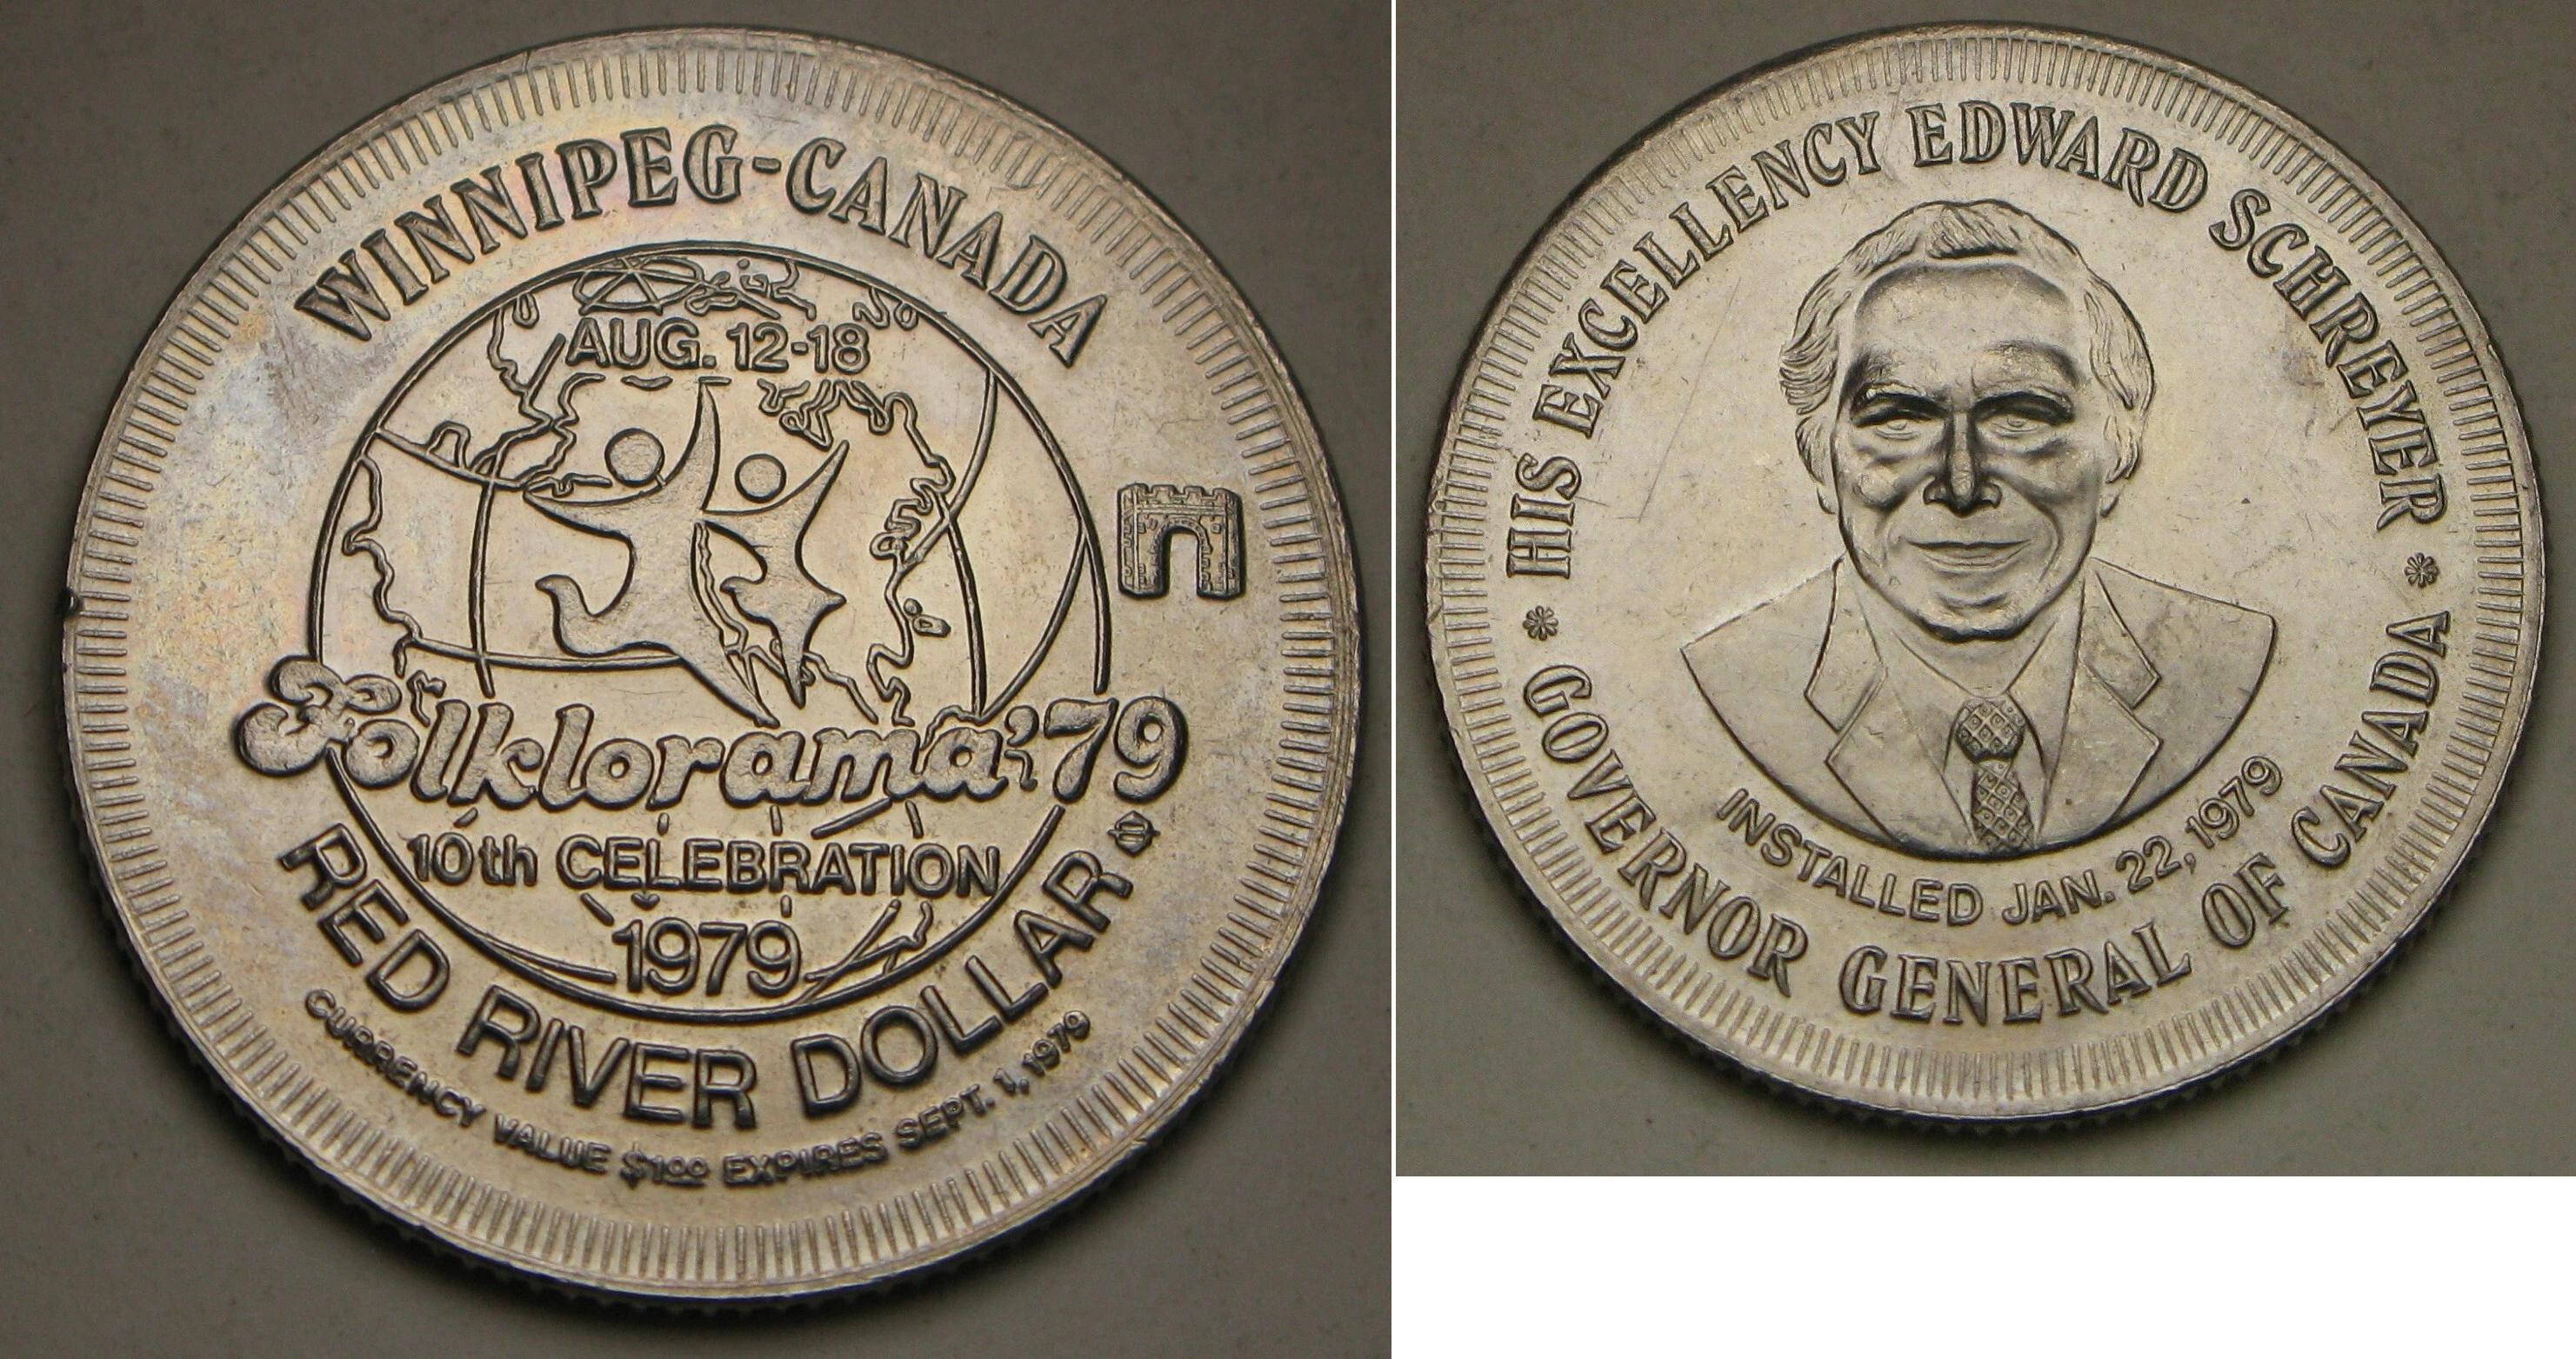 WINNIPEG-CANADA
AUG. 12-18
Folklorama '79
10th CELEBRATION
1979
RED RIVER DOLLAR
CURRENCY VALUE $1.00 EXPIRES SEPT. 1, 1979
HIS EXCELLENCY EDWARD SCHREYER
INSTALLED JAN. 22, 1979
* GOVERNOR GENERAL OF CANADA *